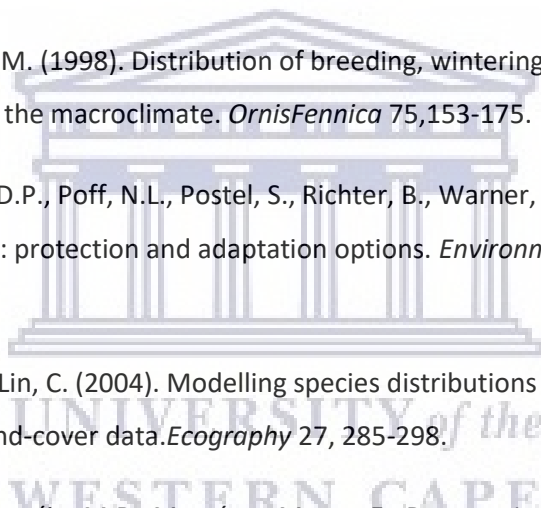 M. (1998). Distribution of breeding, wintering
the macroclimate. OrnisFennica 75,153-175.
D.P., Poff, N.L., Postel, S., Richter, B., Warner,
: protection and adaptation options. Environm
Lin, C. (2004). Modelling species distributions
nd-cover data.Ecography 27, 285-298.
UNIVERSITY of the
WESTERN CAPE